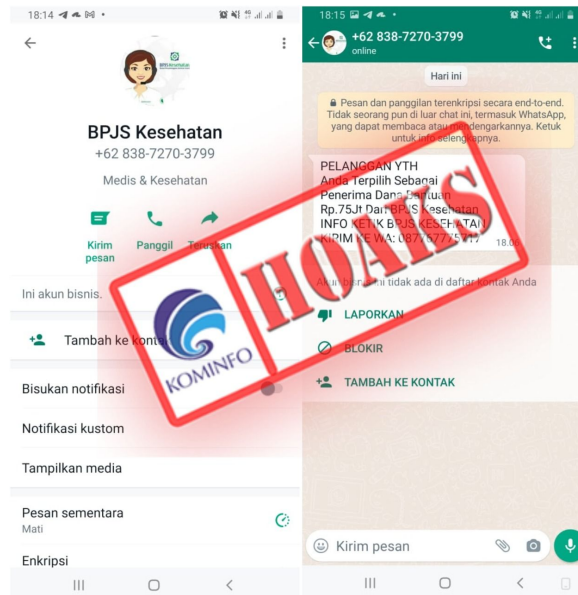 18:14
BPJS Kesehatan
+62 838-7270-3799
Medis & Kesehatan
Kirim pesan
Panggil
Teruskan
Ini akun bisnis.
Tambah ke kontak
Bisukan notifikasi
Notifikasi kustom
Tampilkan media
Pesan sementara
Mati
Enkripsi
18:15
+62 838-7270-3799
online
Hari ini
Pesan dan panggilan terenkripsi secara end-to-end.
Tidak seorang pun di luar chat ini, termasuk WhatsApp,
yang dapat membaca atau mendengarkannya. Ketuk
untuk info selengkapnya.
PELANGGAN YTH
Anda Terpilih Sebagai
Penerima Dana Bantuan
Rp.75Jt Dari BPJS Kesehatan
INFO KETIK BPJS KESEHATAN
KIRIM KE WA:
18.06
Akun bisnis ini tidak ada di daftar kontak Anda
LAPORKAN
BLOKIR
TAMBAH KE KONTAK
Kirim pesan
KOMINFO
HOAKS